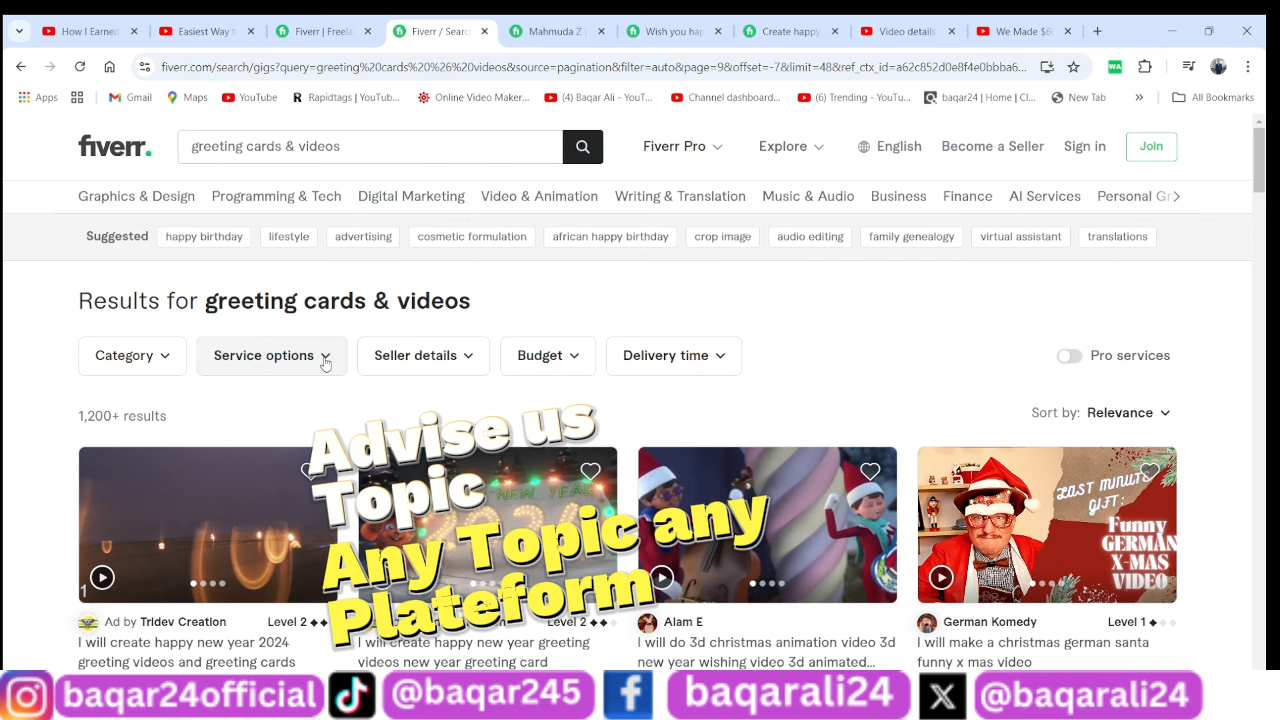 How I Earned
Easiest Way t
Fiverr | Freela
Fiverr / Sear
Mahmuda Z |
Wish you hap
Create happy
Video details
We Made $6
fiverr.com/search/gigs?query=greeting%20cards%20%26%20videos&source=pagination&filter=auto&page=9&offset=-7&limit=48&ref_ctx_id=a62c852d0e8f4e0bbba6...
WA
Apps
Gmail
Maps
YouTube
Rapidtags | YouTub...
Online Video Maker...
(4) Baqar Ali - YouT...
Channel dashboard...
(6) Trending - YouTu...
baqar24 | Home | Cl...
New Tab
»
All Bookmarks
fiverr.
greeting cards & videos
Fiverr Pro
Explore
English
Become a Seller
Sign in
Join
Graphics & Design
Programming & Tech
Digital Marketing
Video & Animation
Writing & Translation
Music & Audio
Business
Finance
AI Services
Personal Gr
Suggested
happy birthday
lifestyle
advertising
cosmetic formulation
african happy birthday
crop image
audio editing
family genealogy
virtual assistant
translations
Results for greeting cards & videos
Category
Service options
Seller details
Budget
Delivery time
Pro services
1,200+ results
Sort by: Relevance
Advise us
Topic
Any Topic any
Plateform
NEW YEAR
2024
LAST MINUTE
GIFT:
Funny
GERMAN
X-MAS
VIDEO
Ad by Tridev Creation
Level 2
I will create happy new year 2024
greeting videos and greeting cards
Level 2
I will create happy new year greeting
videos new year greeting card
Alam E
I will do 3d christmas animation video 3d
new year wishing video 3d animated...
German Komedy
Level 1
I will make a christmas german santa
funny x mas video
baqar24official
@baqar245
baqarali24
@baqarali24